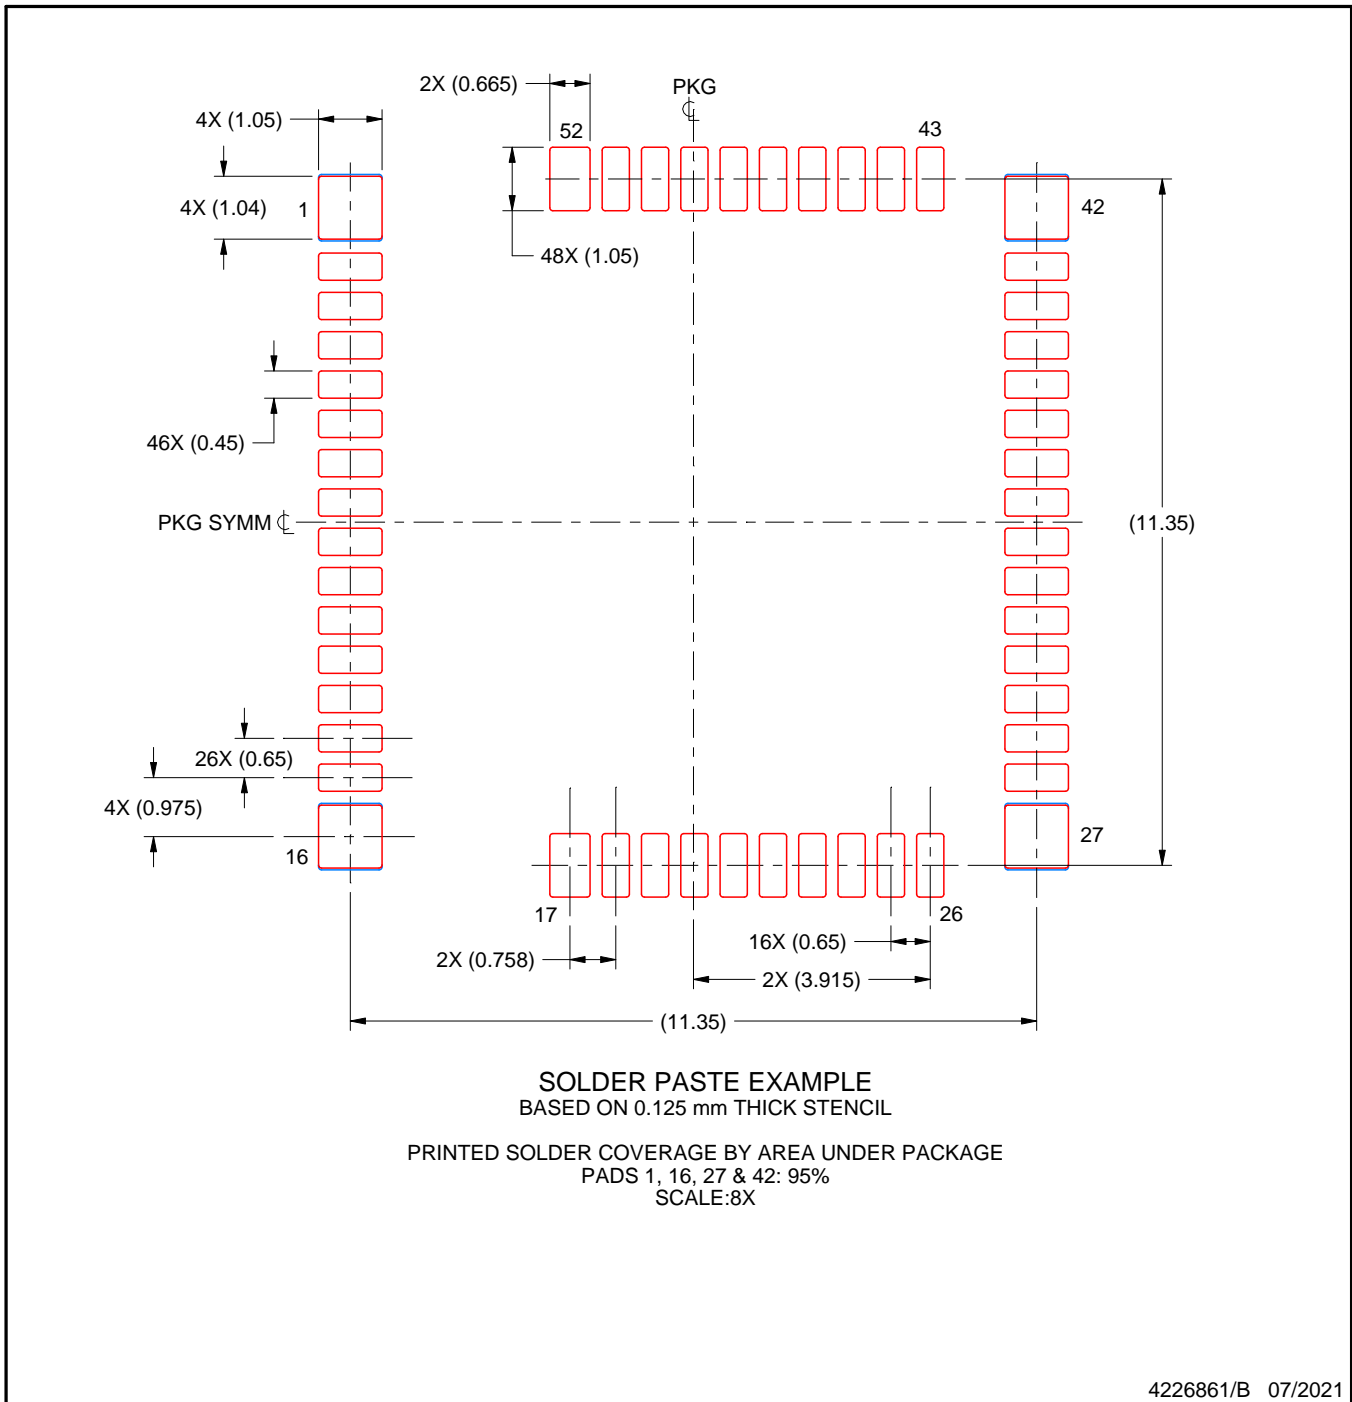 2X (0.665)
PKG
4X (1.05)
52
43
4X (1.04)
1
42
48X (1.05)
46X (0.45)
PKG SYMM
(11.35)
26X (0.65)
4X (0.975)
16
27
17
26
16X (0.65)
2X (0.758)
2X (3.915)
(11.35)
SOLDER PASTE EXAMPLE
BASED ON 0.125 mm THICK STENCIL
PRINTED SOLDER COVERAGE BY AREA UNDER PACKAGE
PADS 1, 16, 27 & 42: 95%
SCALE:8X
4226861/B 07/2021